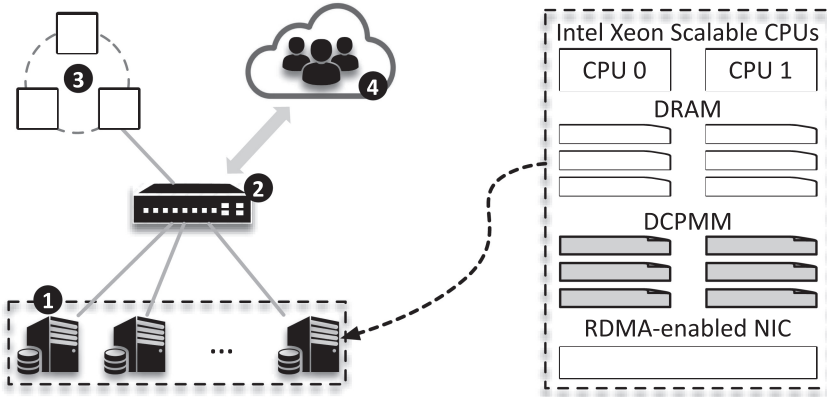 3
4
2
1
...
Intel Xeon Scalable CPUs
CPU 0 CPU 1
DRAM
DCPMM
RDMA-enabled NIC